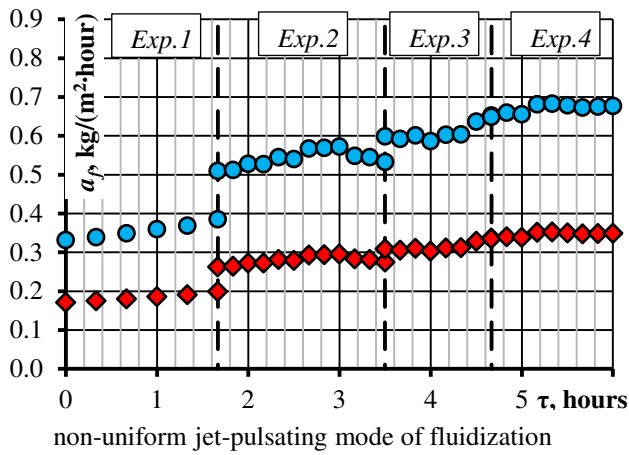 0.9
Exp.1 Exp.2 Exp.3 Exp.4
0.8
0.7
0.6
0.5
0.4
0.3
0.2
0.1
0.0
a_f, kg/(m²·hour)
0 1 2 3 4 5 τ, hours
non-uniform jet-pulsating mode of fluidization